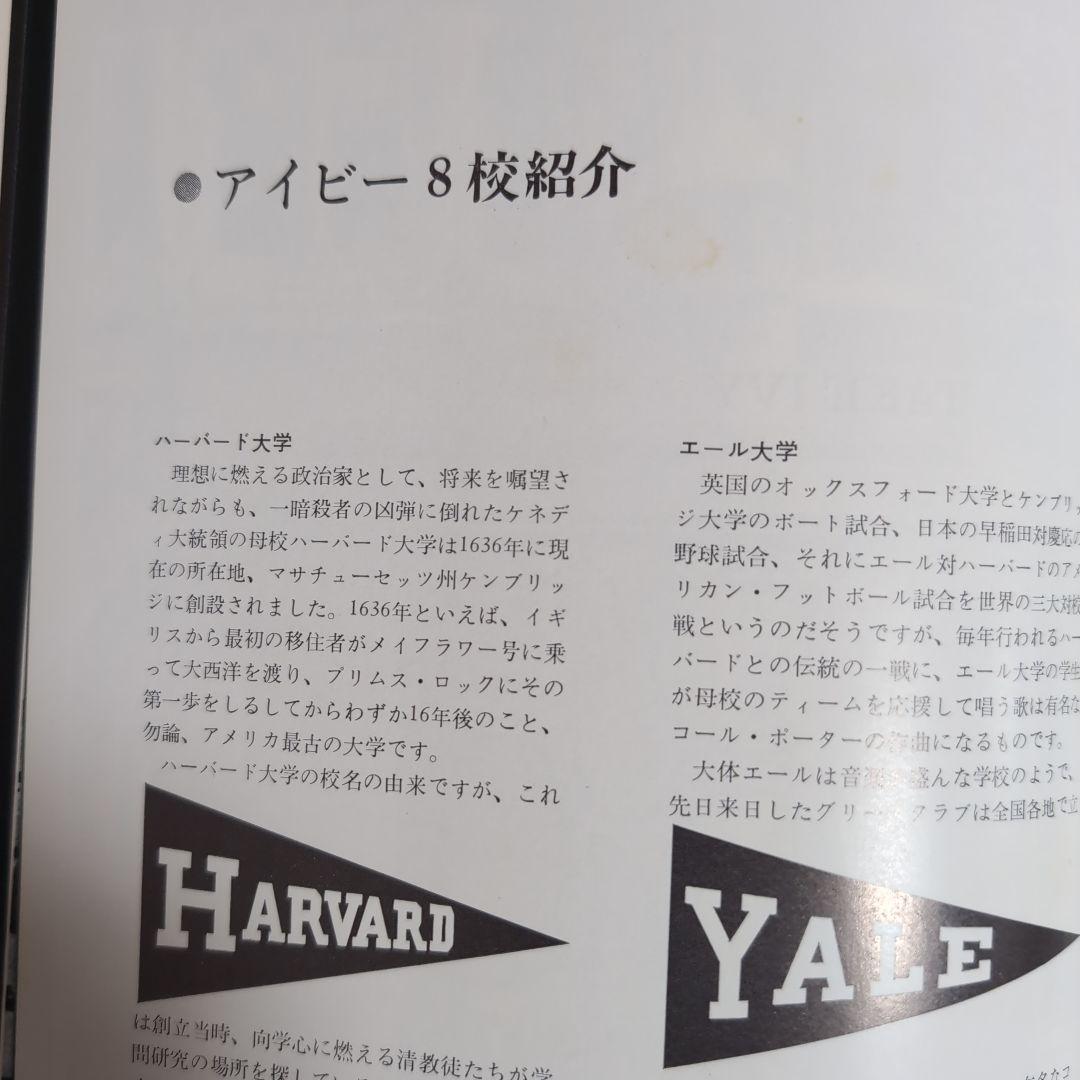 ●アイビー8校紹介
ハーバード大学
理想に燃える政治家として、将来を嘱望さ
れながらも、一暗殺者の凶弾に倒れたケネデ
ィ大統領の母校ハーバード大学は1636年に現
在の所在地、マサチューセッツ州ケンブリッ
ジに創設されました。1636年といえば、イギ
リスから最初の移住者がメイフラワー号に乗
って大西洋を渡り、プリムス・ロックにその
第一歩をしるしてからわずか16年後のこと、
勿論、アメリカ最古の大学です。
ハーバード大学の校名の由来ですが、これ
HARVARD
は創立当時、向学心に燃える清教徒たちが学
問研究の場所を探してい
エール大学
英国のオックスフォード大学とケンブリッ
ジ大学のボート試合、日本の早稲田対慶応の
野球試合、それにエール対ハーバードのアメ
リカン・フットボール試合を世界の三大対校
戦というのだそうですが、毎年行われるハー
バードとの伝統の一戦に、エール大学の学生
が母校のティームを応援して唱う歌は有名な
コール・ポーターの作曲になるものです。
大体エールは音楽の盛んな学校のようで、
先日来日したグリー・クラブは全国各地で立
YALE